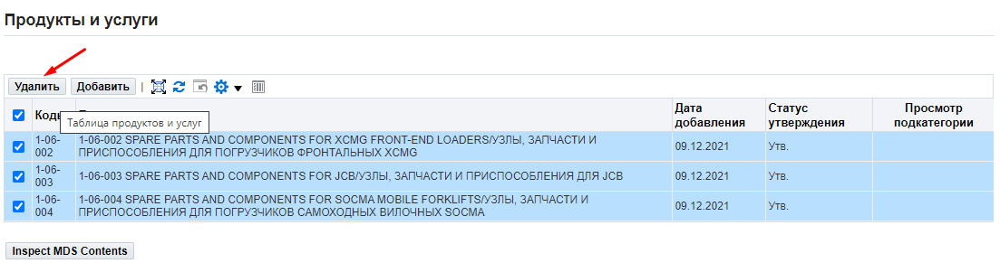 Продукты и услуги
Удалить Добавить
Коды
Таблица продуктов и услуг
Дата добавления
Статус утверждения
Просмотр подкатегории
1-06-002
1-06-002 SPARE PARTS AND COMPONENTS FOR XCMG FRONT-END LOADERS/УЗЛЫ, ЗАПЧАСТИ И
ПРИСПОСОБЛЕНИЯ ДЛЯ ПОГРУЗЧИКОВ ФРОНТАЛЬНЫХ XCMG
09.12.2021
Утв.
1-06-003
1-06-003 SPARE PARTS AND COMPONENTS FOR JCB/УЗЛЫ, ЗАПЧАСТИ И ПРИСПОСОБЛЕНИЯ ДЛЯ JCB
09.12.2021
Утв.
1-06-004
1-06-004 SPARE PARTS AND COMPONENTS FOR SOCMA MOBILE FORKLIFTS/УЗЛЫ, ЗАПЧАСТИ И
ПРИСПОСОБЛЕНИЯ ДЛЯ ПОГРУЗЧИКОВ САМОХОДНЫХ ВИЛОЧНЫХ SOCMA
09.12.2021
Утв.
Inspect MDS Contents